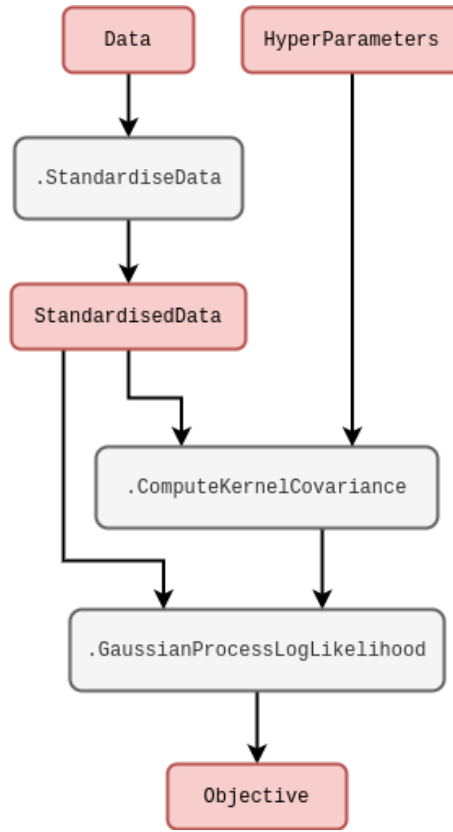 Data
HyperParameters
.StandardiseData
StandardisedData
.ComputeKernelCovariance
.GaussianProcessLogLikelihood
Objective